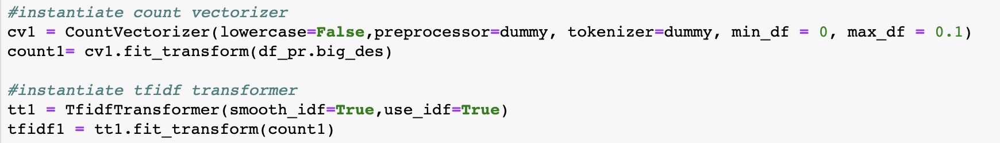 #instantiate count vectorizer
cv1 = CountVectorizer(lowercase=False,preprocessor=dummy, tokenizer=dummy, min_df = 0, max_df = 0.1)
count1= cv1.fit_transform(df_pr.big_des)
#instantiate tfidf transformer
tt1 = TfidfTransformer(smooth_idf=True,use_idf=True)
tfidf1 = tt1.fit_transform(count1)